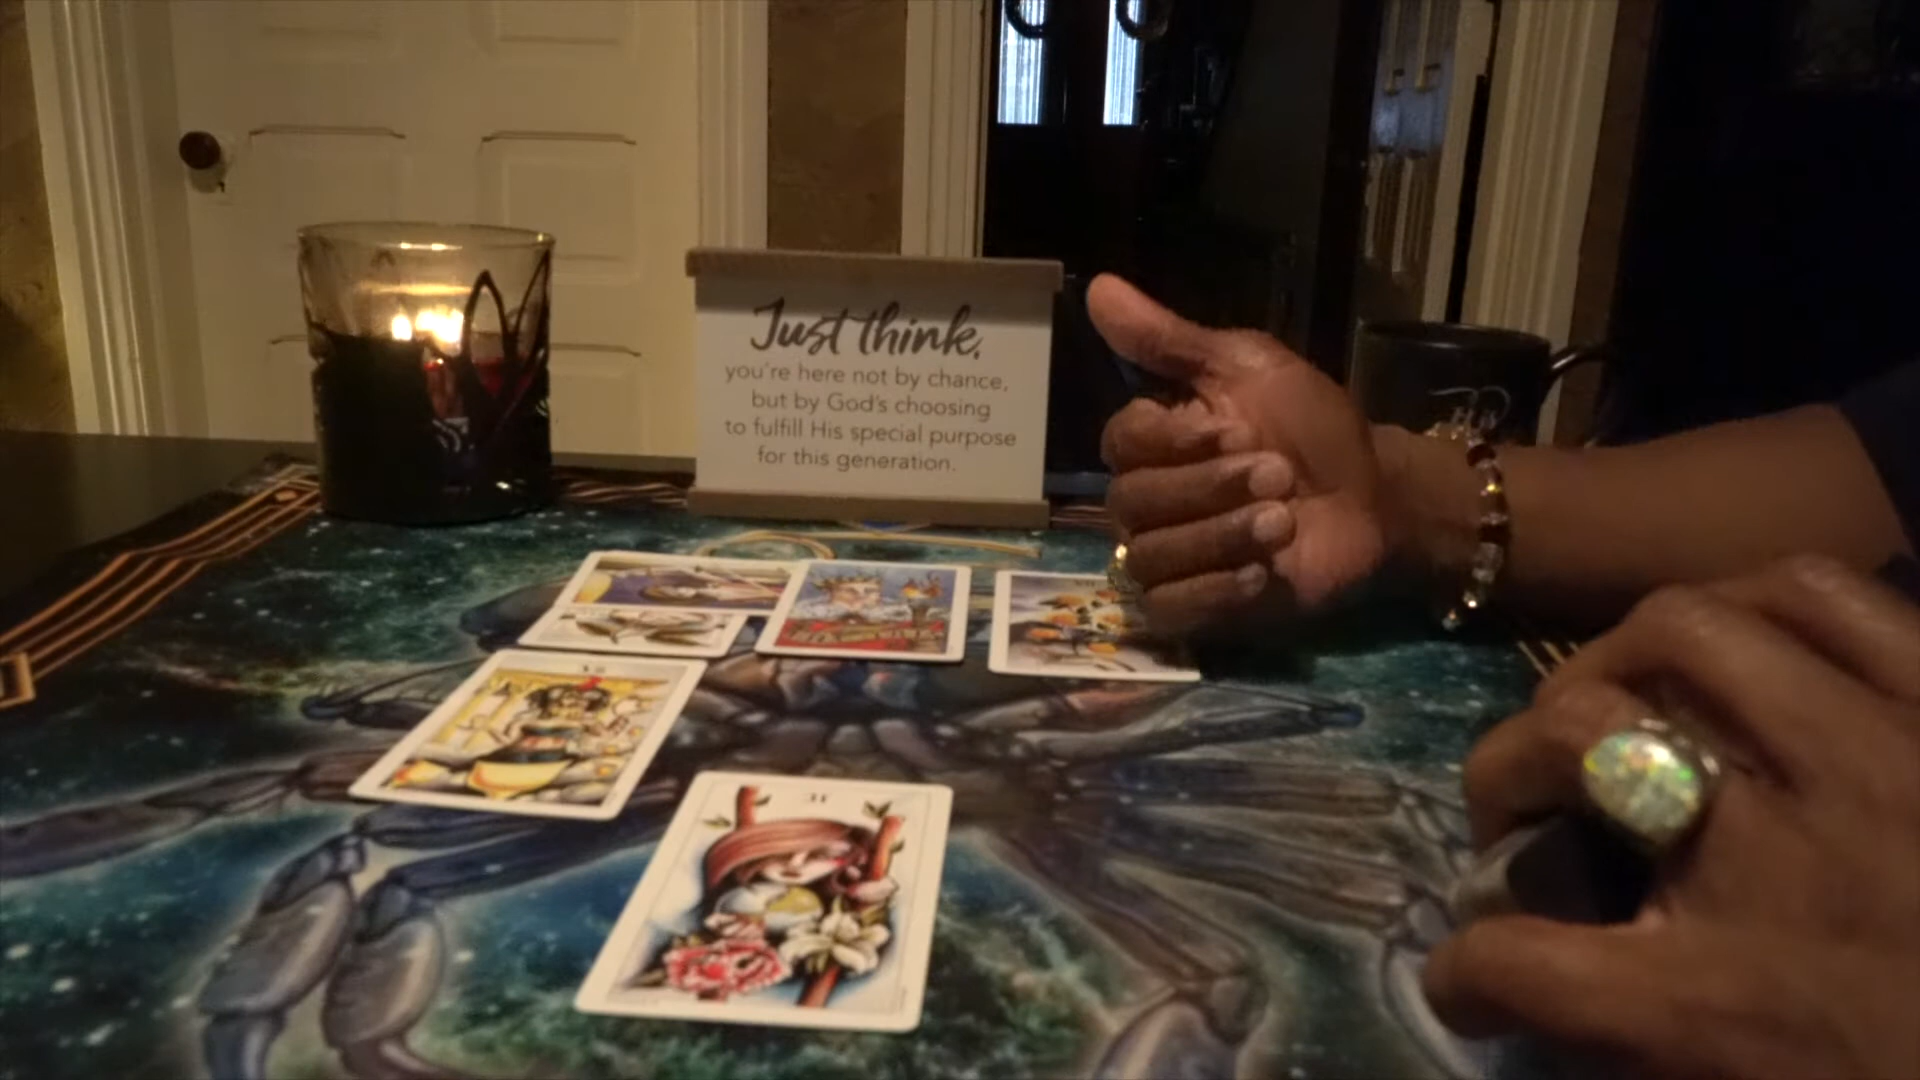 Just think,
you're here not by chance,
but by God's choosing
to fulfill His special purpose
for this generation.